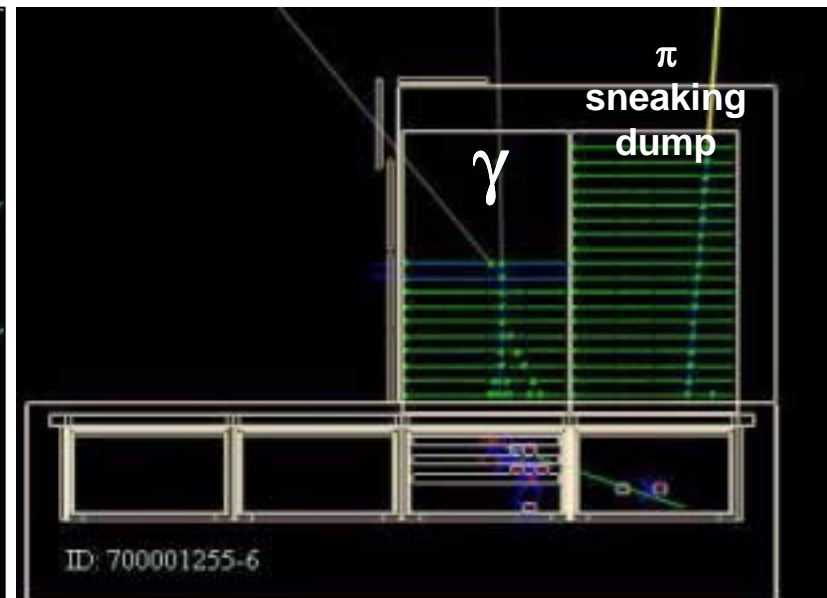 π
sneaking
dump
γ
ID: 700001255-6